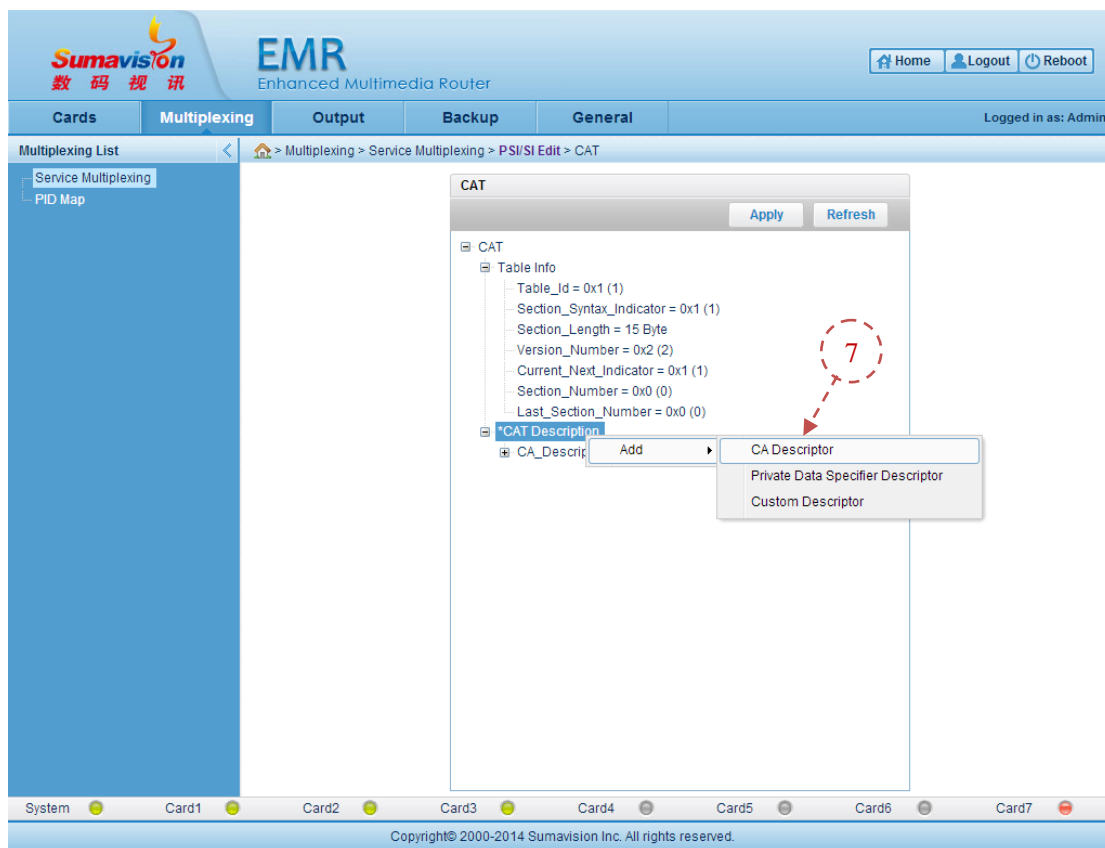 Sumavision
数码视讯
EMR
Enhanced Multimedia Router
Home Logout Reboot
Cards Multiplexing Output Backup General Logged in as: Admin
Multiplexing List > Multiplexing > Service Multiplexing > PSI/SI Edit > CAT
Service Multiplexing
PID Map
CAT
Apply Refresh
CAT
Table Info
Table_Id = 0x1 (1)
Section_Syntax_Indicator = 0x1 (1)
Section_Length = 15 Byte
Version_Number = 0x2 (2)
Current_Next_Indicator = 0x1 (1)
Section_Number = 0x0 (0)
Last_Section_Number = 0x0 (0)
7
*CAT Description
CA_Descrip
Add
CA Descriptor
Private Data Specifier Descriptor
Custom Descriptor
System Card1 Card2 Card3 Card4 Card5 Card6 Card7
Copyright© 2000-2014 Sumavision Inc. All rights reserved.